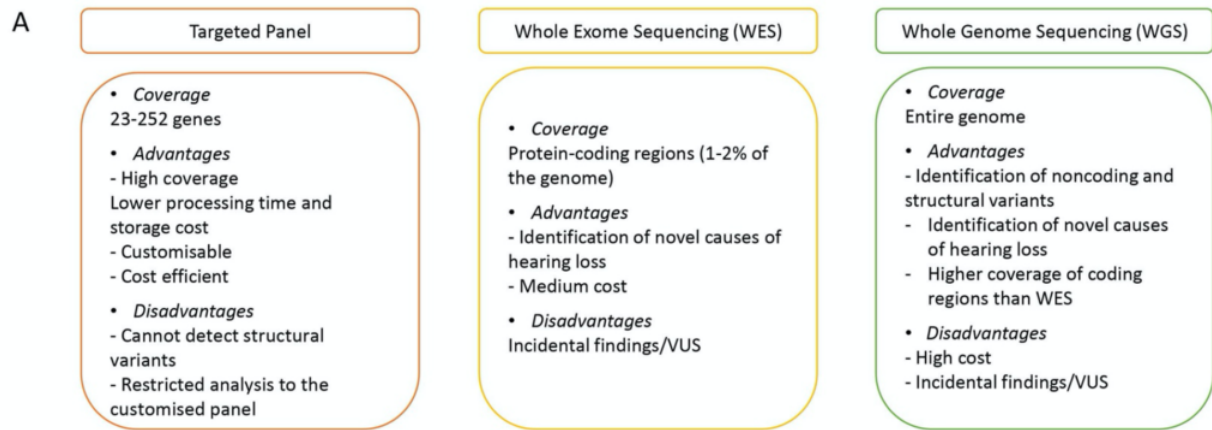 A
Targeted Panel
• Coverage
23-252 genes
• Advantages
- High coverage
Lower processing time and
storage cost
- Customisable
- Cost efficient
• Disadvantages
- Cannot detect structural
variants
- Restricted analysis to the
customised panel
Whole Exome Sequencing (WES)
• Coverage
Protein-coding regions (1-2% of
the genome)
• Advantages
- Identification of novel causes of
hearing loss
- Medium cost
• Disadvantages
Incidental findings/VUS
Whole Genome Sequencing (WGS)
• Coverage
Entire genome
• Advantages
- Identification of noncoding and
structural variants
- Identification of novel causes
of hearing loss
- Higher coverage of coding
regions than WES
• Disadvantages
- High cost
- Incidental findings/VUS